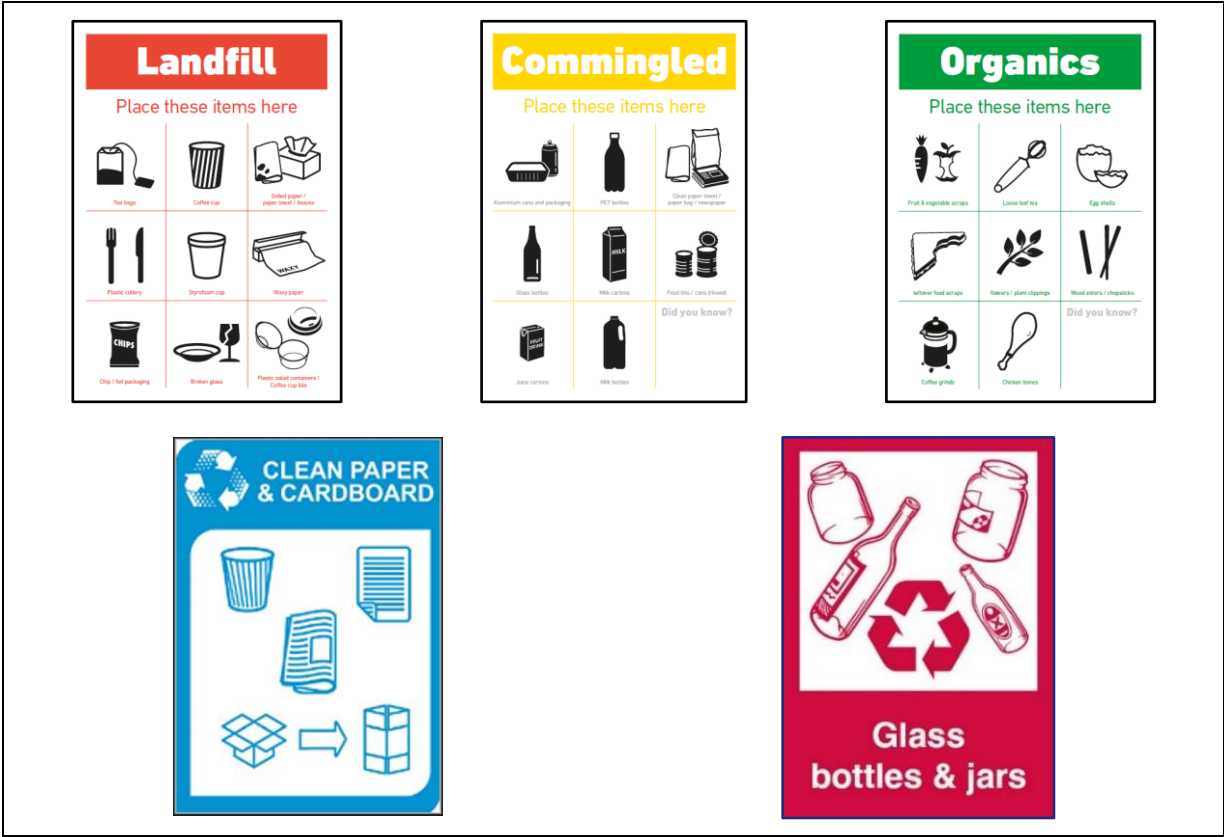 Landfill
Place these items here
Tea bags
Coffee cup
Soiled paper /
paper towel / tissues
Plastic cutlery
Styrofoam cup
WAXY
Waxy paper
CHIPS
Chip / foil packaging
Broken glass
Plastic salad containers /
Coffee cup lids
Commingled
Place these items here
Aluminium cans and packaging
PET bottles
Clean paper towel /
paper bag / newspaper
Glass bottles
MILK
Milk cartons
Food tins / cans (rinsed)
FRUIT
DRINK
Juice cartons
Milk bottles
Did you know?
Organics
Place these items here
Fruit & vegetable scraps
Loose leaf tea
Egg shells
Leftover food scraps
flowers / plant clippings
Wood stirers / chopsticks
Coffee grinds
Chicken bones
Did you know?
CLEAN PAPER
& CARDBOARD
Glass
bottles & jars